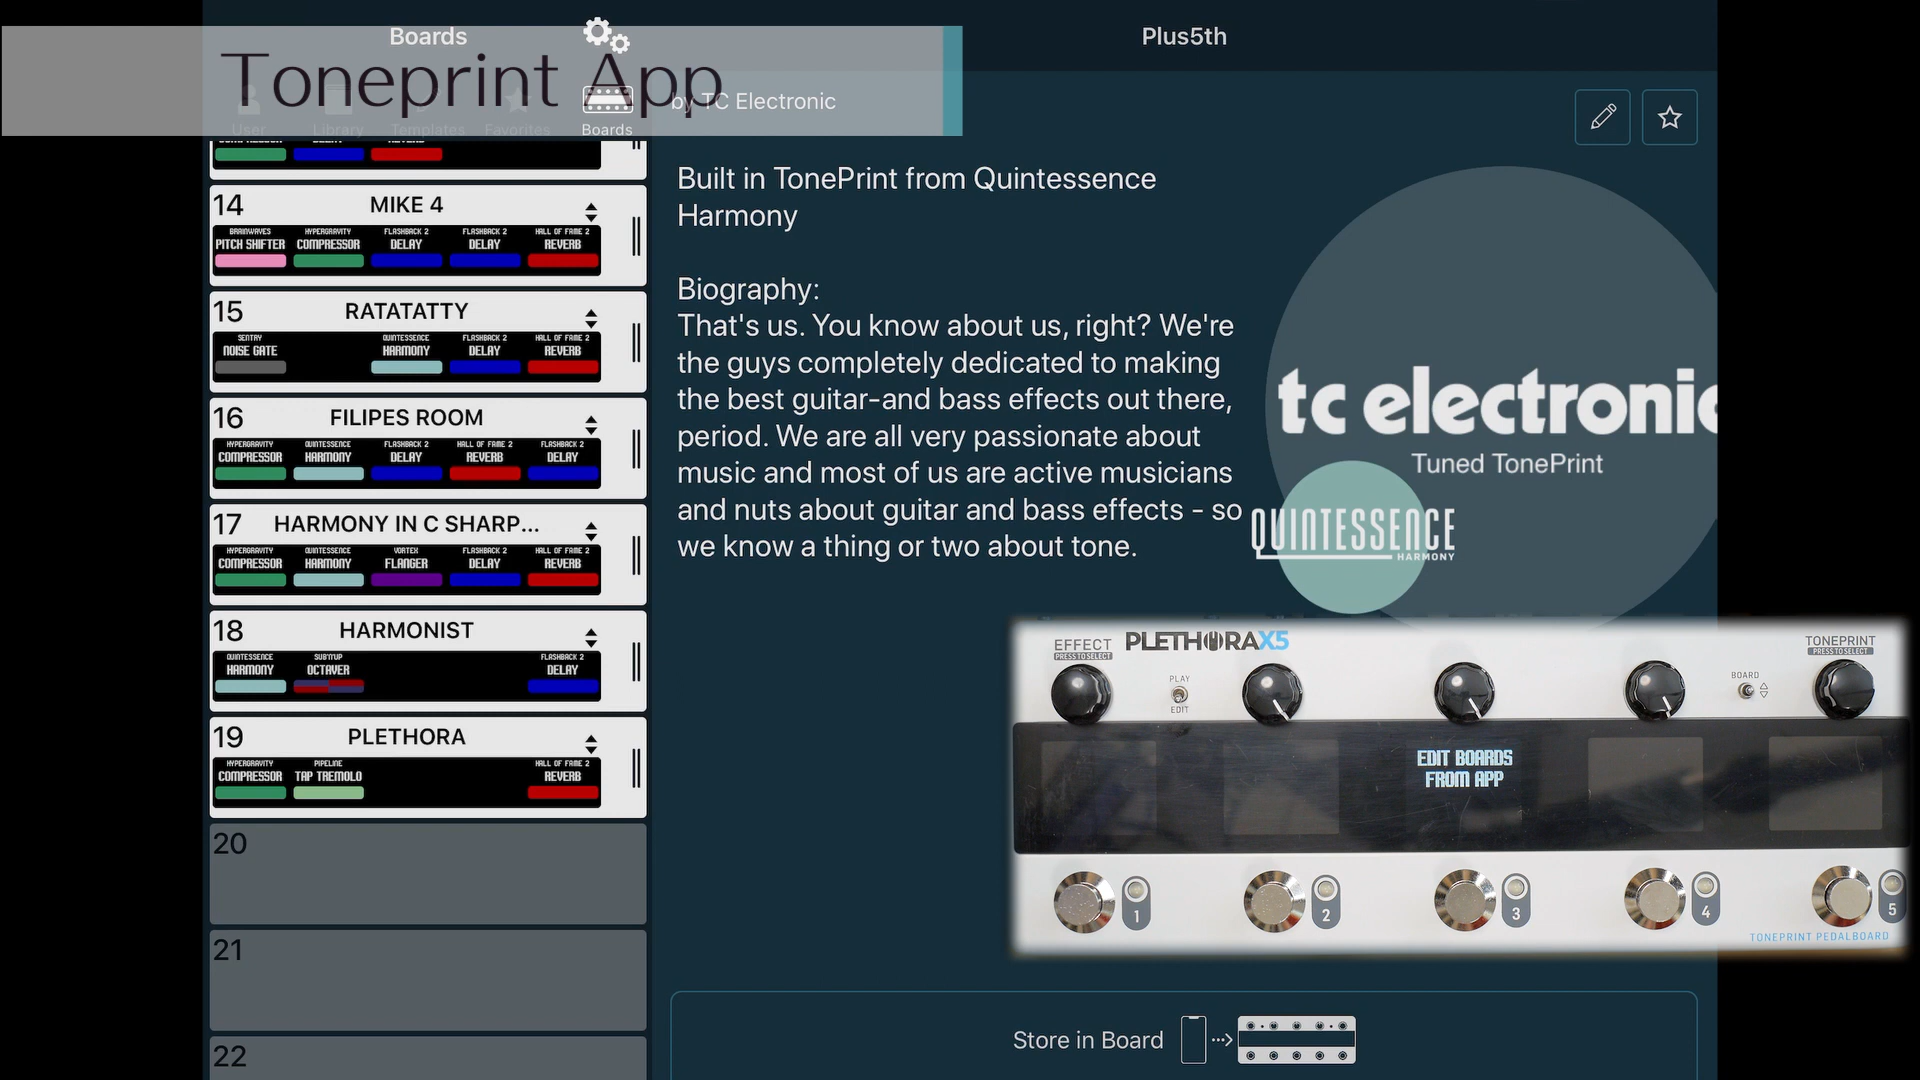 Boards
Plus5th
Toneprint App
by TC Electronic
User
Library
Templates
Favorites
Boards
COMPRESSOR
DELAY
REVERB
14
MIKE 4
BRAINWAVES
PITCH SHIFTER
HYPERGRAVITY
COMPRESSOR
FLASHBACK 2
DELAY
FLASHBACK 2
DELAY
HALL OF FAME 2
REVERB
15
RATATATTY
SENTRY
NOISE GATE
QUINTESSENCE
HARMONY
FLASHBACK 2
DELAY
HALL OF FAME 2
REVERB
16
FILIPES ROOM
HYPERGRAVITY
COMPRESSOR
QUINTESSENCE
HARMONY
FLASHBACK 2
DELAY
HALL OF FAME 2
REVERB
FLASHBACK 2
DELAY
17
HARMONY IN C SHARP...
HYPERGRAVITY
COMPRESSOR
QUINTESSENCE
HARMONY
VORTEX
FLANGER
FLASHBACK 2
DELAY
HALL OF FAME 2
REVERB
18
HARMONIST
QUINTESSENCE
HARMONY
SUB'N'UP
OCTAVER
FLASHBACK 2
DELAY
19
PLETHORA
HYPERGRAVITY
COMPRESSOR
PIPELINE
TAP TREMOLO
HALL OF FAME 2
REVERB
20
21
22
Built in TonePrint from Quintessence
Harmony
Biography:
That's us. You know about us, right? We're
the guys completely dedicated to making
the best guitar-and bass effects out there,
period. We are all very passionate about
music and most of us are active musicians
and nuts about guitar and bass effects - so
we know a thing or two about tone.
tc electronic
Tuned TonePrint
QUINTESSENCE
HARMONY
EFFECT
PRESS TO SELECT
PLETHORA X5
PLAY
EDIT
BOARD
TONEPRINT
PRESS TO SELECT
EDIT BOARDS
FROM APP
1
2
3
4
5
TONEPRINT PEDALBOARD
Store in Board